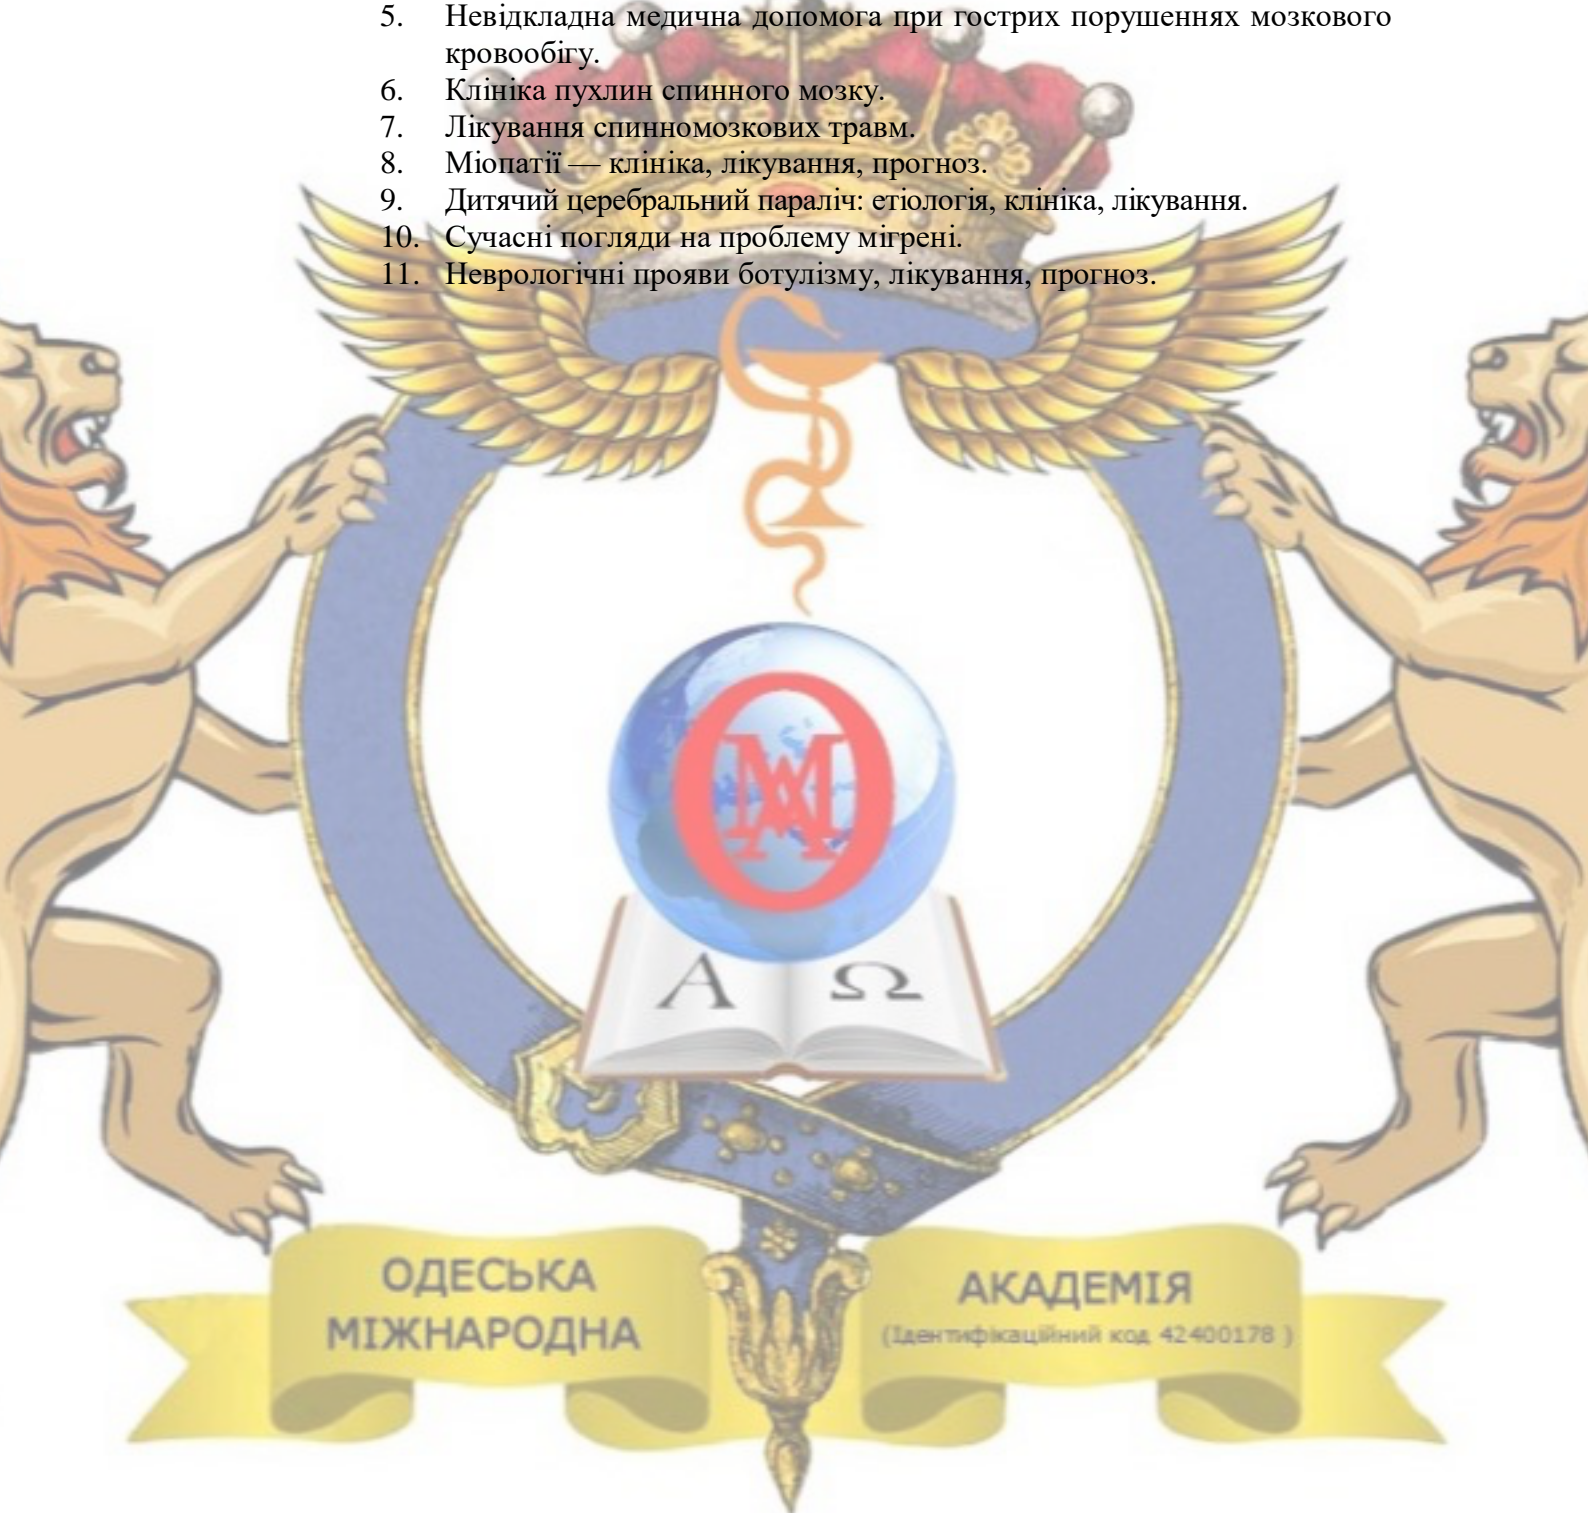 5. Невідкладна медична допомога при гострих порушеннях мозкового
кровообігу.
6. Клініка пухлин спинного мозку.
7. Лікування спинномозкових травм.
8. Міопатії — клініка, лікування, прогноз.
9. Дитячий церебральний параліч: етіологія, клініка, лікування.
10. Сучасні погляди на проблему мігрені.
11. Неврологічні прояви ботулізму, лікування, прогноз.
ОМА
Α Ω
ОДЕСЬКА
МІЖНАРОДНА
АКАДЕМІЯ
(Ідентифікаційний код 42400178 )